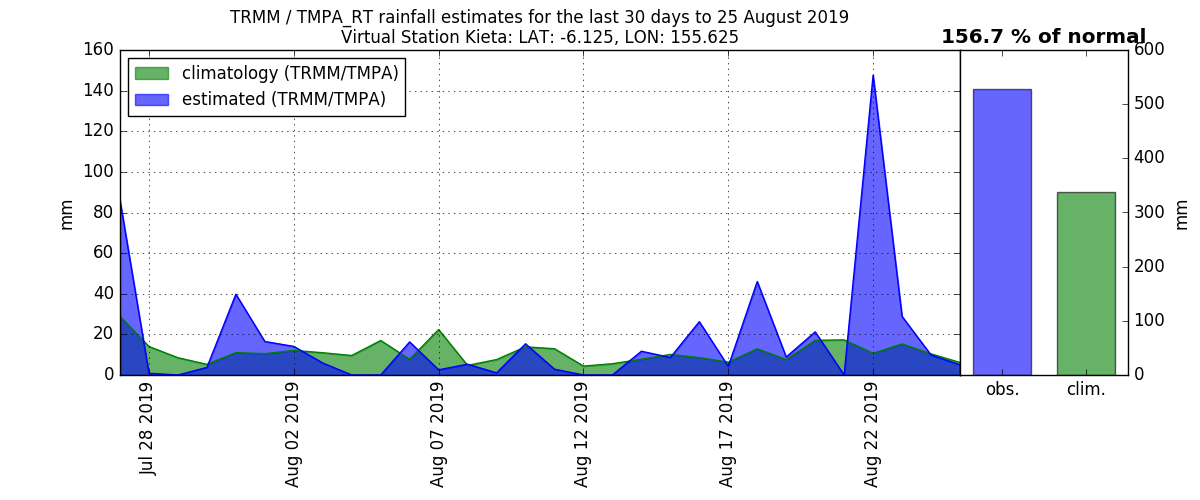 TRMM / TMPA_RT rainfall estimates for the last 30 days to 25 August 2019
Virtual Station Kieta: LAT: -6.125, LON: 155.625
156.7 % of normal
climatology (TRMM/TMPA)
estimated (TRMM/TMPA)
160
140
120
100
80
60
40
20
0
mm
Jul 28 2019
Aug 02 2019
Aug 07 2019
Aug 12 2019
Aug 17 2019
Aug 22 2019
600
500
400
300
200
100
0
mm
obs.
clim.